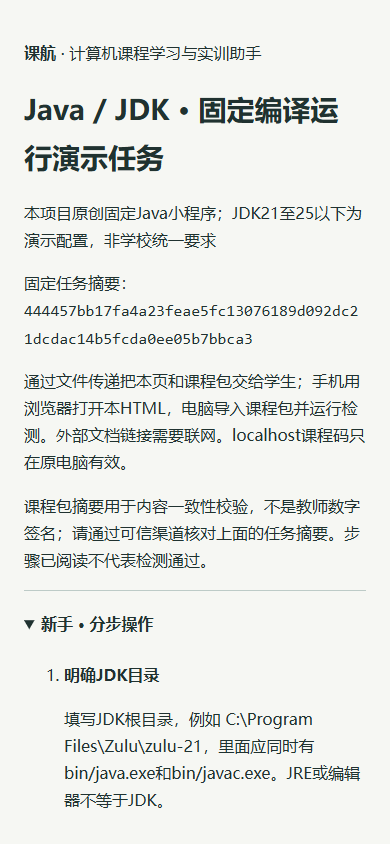 课航 · 计算机课程学习与实训助手
Java / JDK · 固定编译运
行演示任务
本项目原创固定Java小程序；JDK21至25以下为
演示配置，非学校统一要求
固定任务摘要：
444457bb17fa4a23feae5fc13076189d092dc2
1dcdac14b5fcda0ee05b7bbca3
通过文件传递把本页和课程包交给学生；手机用
浏览器打开本HTML，电脑导入课程包并运行检
测。外部文档链接需要联网。localhost课程码只
在原电脑有效。
课程包摘要用于内容一致性校验，不是教师数字
签名；请通过可信渠道核对上面的任务摘要。步
骤已阅读不代表检测通过。
▼ 新手 · 分步操作
1. 明确JDK目录
填写JDK根目录，例如 C:\Program
Files\Zulu\zulu-21，里面应同时有
bin/java.exe和bin/javac.exe。JRE或编辑
器不等于JDK。